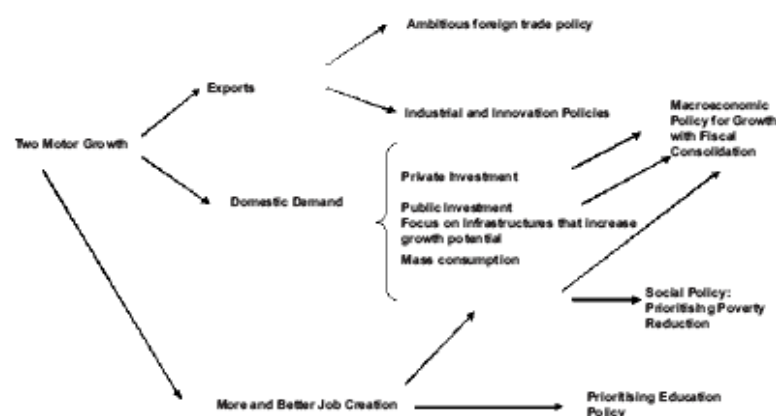 Ambitious foreign trade policy
Exports
Industrial and Innovation Policies
Macroeconomic
Policy for Growth
with Fiscal
Consolidation
Two Motor Growth
Private Investment
Domestic Demand
Public Investment
Focus on Infrastructures that increase
growth potential
Mass consumption
Social Policy:
Prioritising Poverty
Reduction
More and Better Job Creation
Prioritising Education
Policy